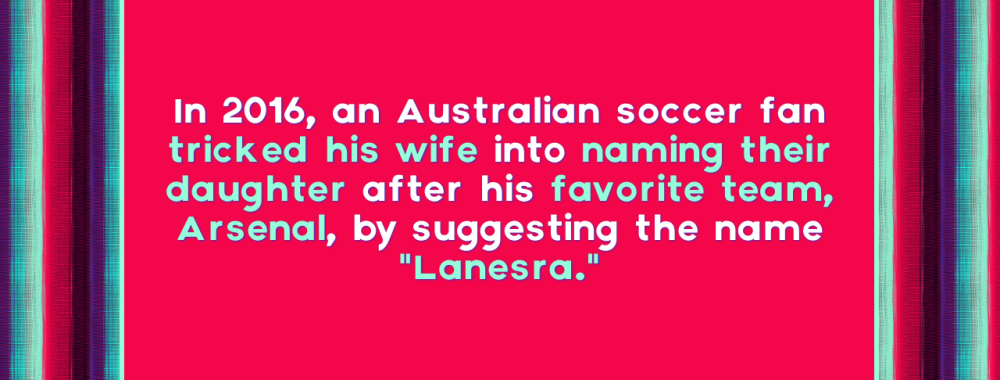 In 2016, an Australian soccer fan
tricked his wife into naming their
daughter after his favorite team,
Arsenal, by suggesting the name
"Lanesra."